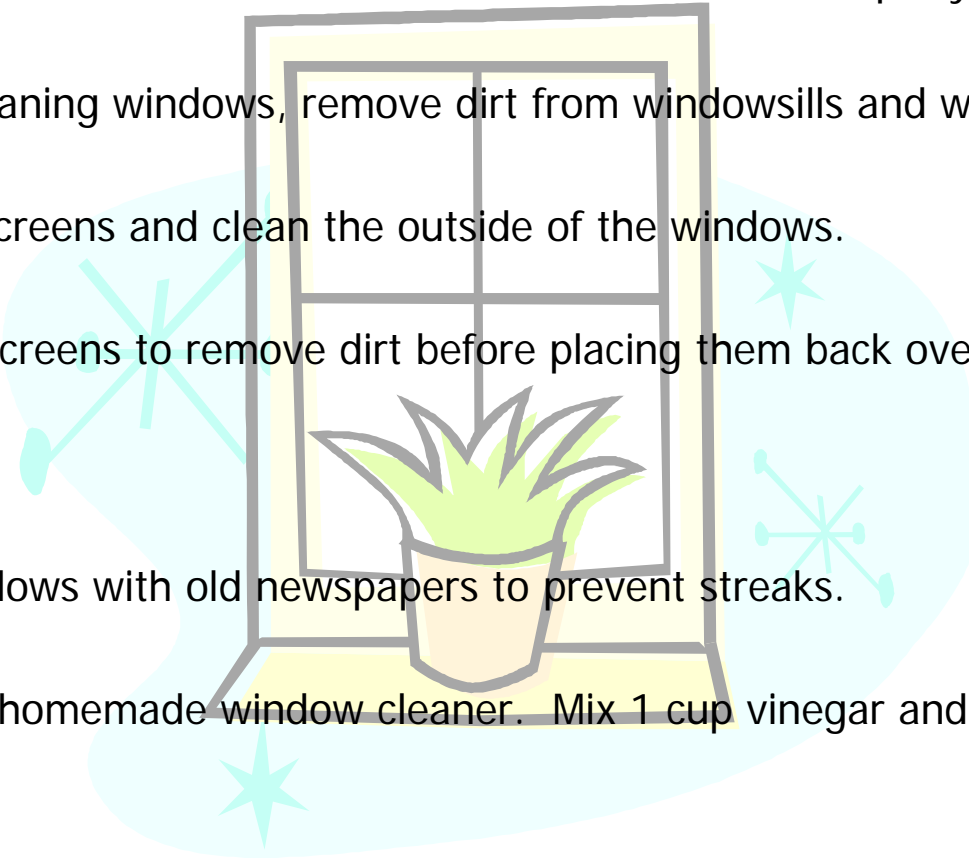 aning windows, remove dirt from windowsills and w
creens and clean the outside of the windows.
creens to remove dirt before placing them back ove
lows with old newspapers to prevent streaks.
homemade window cleaner.  Mix 1 cup vinegar and